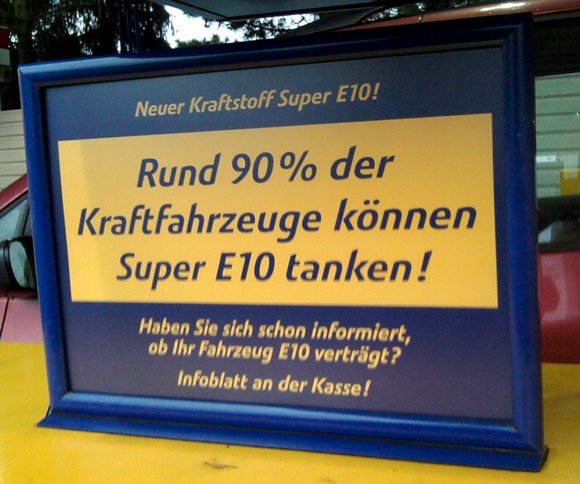 Neuer Kraftstoff Super E10!
Rund 90% der
Kraftfahrzeuge können
Super E10 tanken!
Haben Sie sich schon informiert,
ob Ihr Fahrzeug E10 verträgt?
Infoblatt an der Kasse!